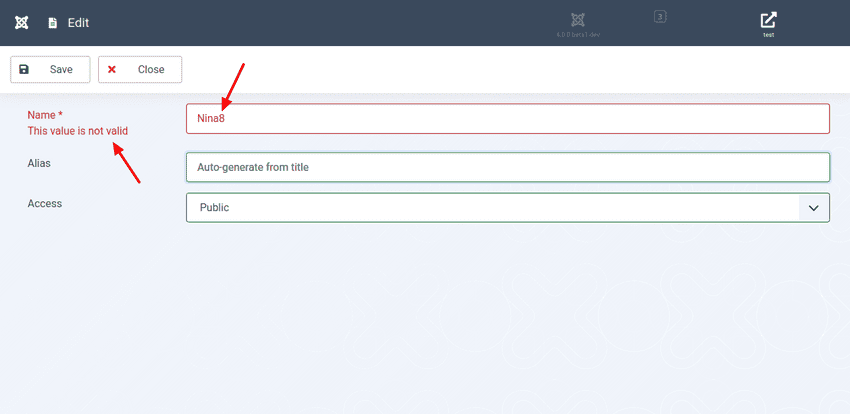 Edit
4.0.0-beta1-dev
3
test
Save
Close
Name *
Nina8
This value is not valid
Alias
Auto-generate from title
Access
Public